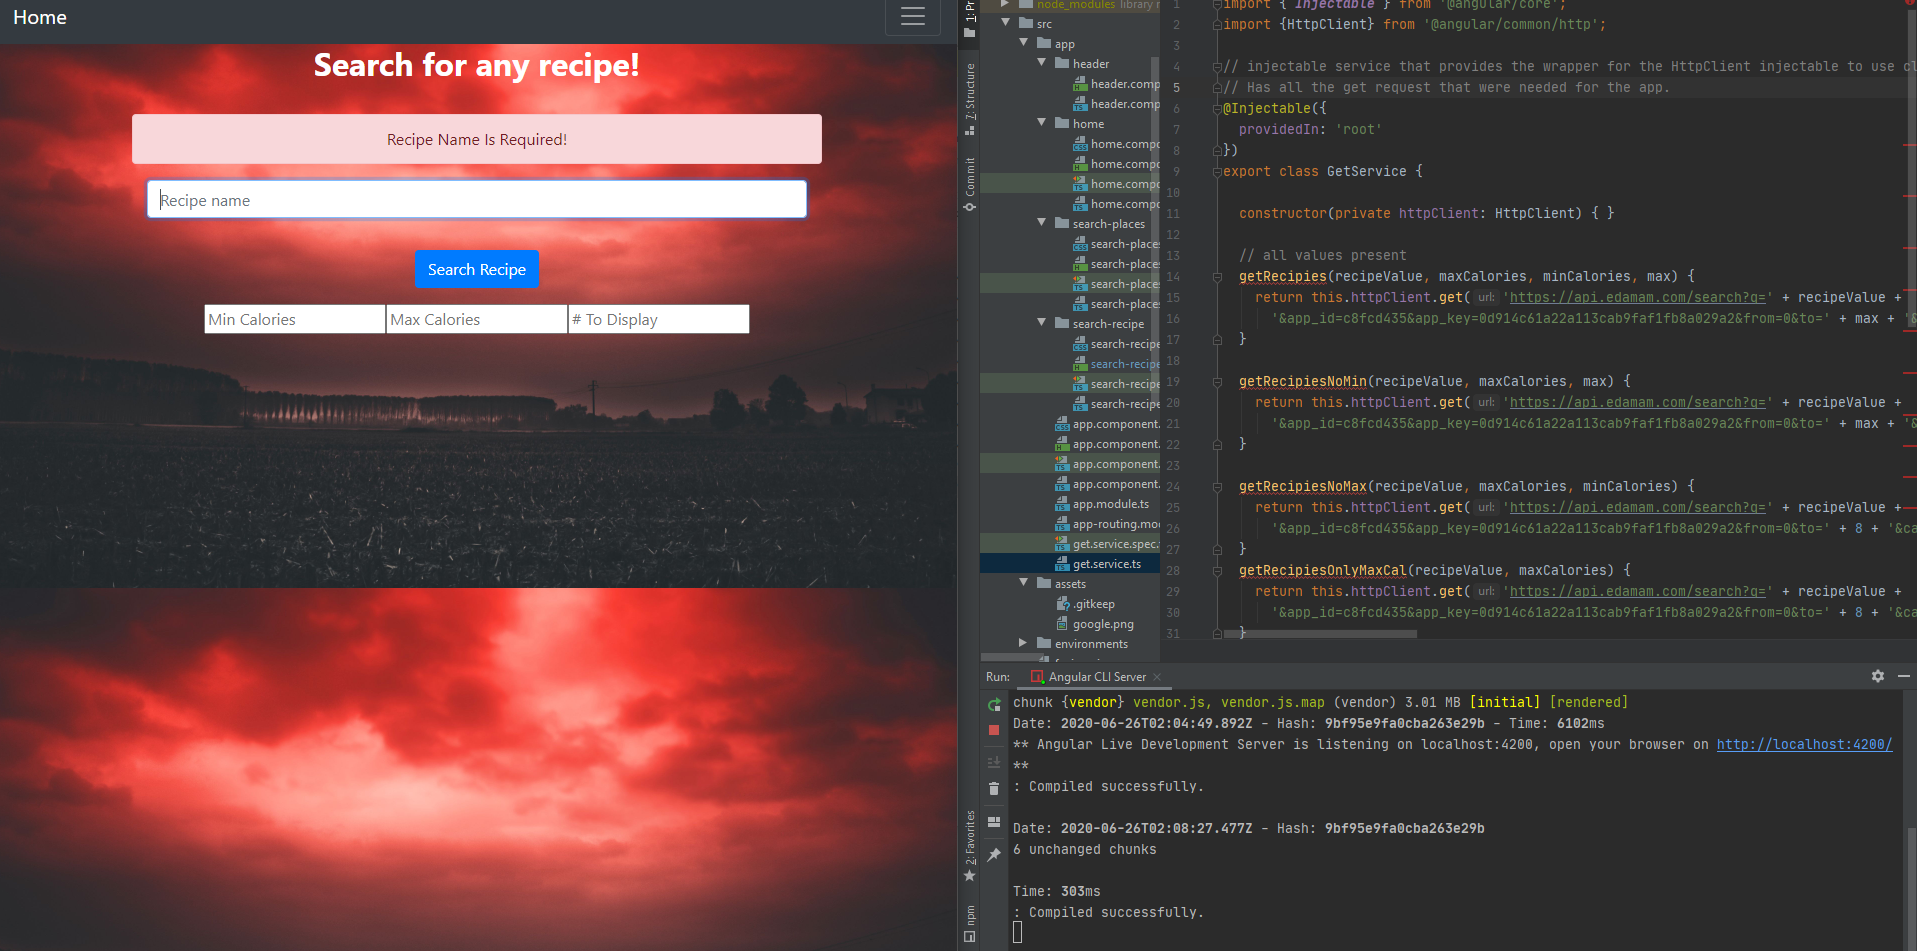 Home
Search for any recipe!
Recipe Name Is Required!
Recipe name
Search Recipe
Min Calories
Max Calories
# To Display
1: Pr
7: Structure
Commit
2: Favorites
npm
node_modules library r
src
app
header
header.comp
header.comp
home
home.compo
home.compo
home.compo
home.compo
search-places
search-place
search-place
search-place
search-place
search-recipe
search-recipe
search-recipe
search-recipe
search-recipe
app.component.
app.component.
app.component.
app.component.
app.module.ts
app-routing.mo
get.service.spec.
get.service.ts
assets
.gitkeep
google.png
environments
1 import { Injectable } from '@angular/core';
2 import {HttpClient} from '@angular/common/http';
3
4 // injectable service that provides the wrapper for the HttpClient injectable to use cl
5 // Has all the get request that were needed for the app.
6 @Injectable({
7 providedIn: 'root'
8 })
9 export class GetService {
10
11 constructor(private httpClient: HttpClient) { }
12
13 // all values present
14 getRecipies(recipeValue, maxCalories, minCalories, max) {
15 return this.httpClient.get( url: 'https://api.edamam.com/search?q=' + recipeValue +
16 '&app_id=c8fcd435&app_key=0d914c61a22a113cab9faf1fb8a029a2&from=0&to=' + max + '&
17 }
18
19 getRecipiesNoMin(recipeValue, maxCalories, max) {
20 return this.httpClient.get( url: 'https://api.edamam.com/search?q=' + recipeValue +
21 '&app_id=c8fcd435&app_key=0d914c61a22a113cab9faf1fb8a029a2&from=0&to=' + max + '&
22 }
23
24 getRecipiesNoMax(recipeValue, maxCalories, minCalories) {
25 return this.httpClient.get( url: 'https://api.edamam.com/search?q=' + recipeValue +
26 '&app_id=c8fcd435&app_key=0d914c61a22a113cab9faf1fb8a029a2&from=0&to=' + 8 + '&ca
27 }
28 getRecipiesOnlyMaxCal(recipeValue, maxCalories) {
29 return this.httpClient.get( url: 'https://api.edamam.com/search?q=' + recipeValue +
30 '&app_id=c8fcd435&app_key=0d914c61a22a113cab9faf1fb8a029a2&from=0&to=' + 8 + '&ca
31 }
Run: Angular CLI Server
chunk {vendor} vendor.js, vendor.js.map (vendor) 3.01 MB [initial] [rendered]
Date: 2020-06-26T02:04:49.892Z - Hash: 9bf95e9fa0cba263e29b - Time: 6102ms
** Angular Live Development Server is listening on localhost:4200, open your browser on http://localhost:4200/
**
: Compiled successfully.
Date: 2020-06-26T02:08:27.477Z - Hash: 9bf95e9fa0cba263e29b
6 unchanged chunks
Time: 303ms
: Compiled successfully.